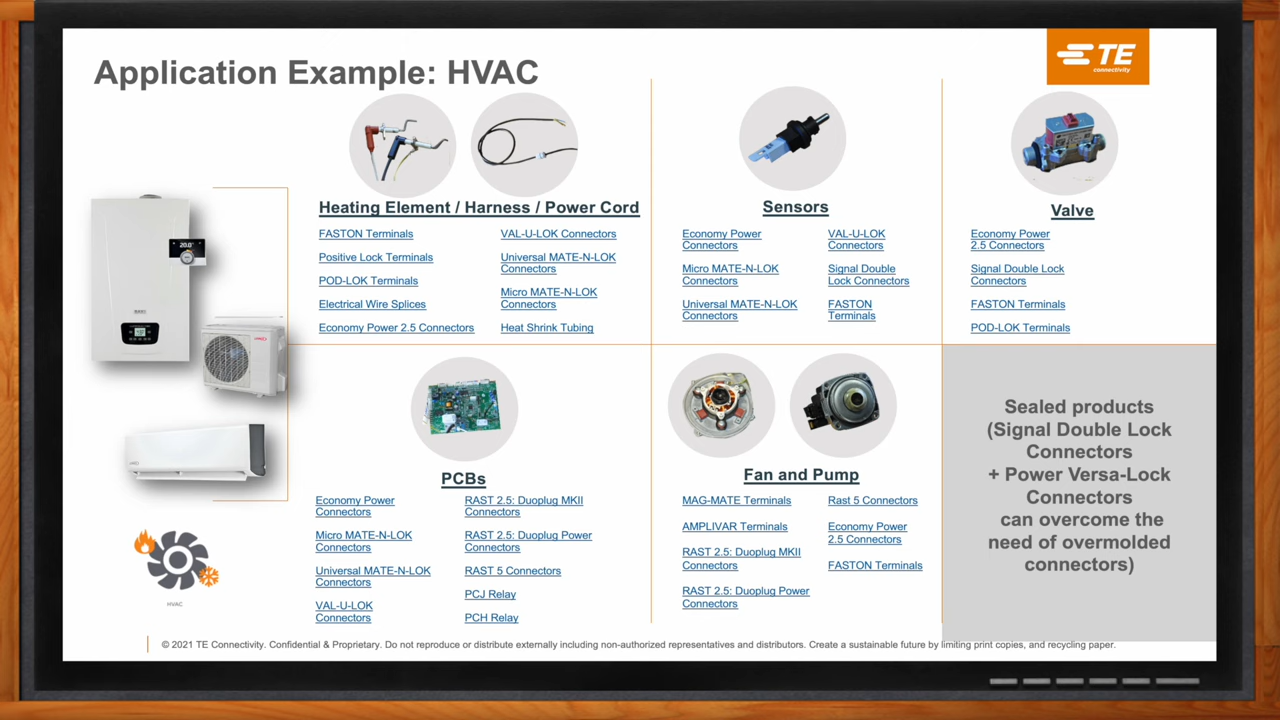 Application Example: HVAC
TE
connectivity
Heating Element / Harness / Power Cord
FASTON Terminals
Positive Lock Terminals
POD-LOK Terminals
Electrical Wire Splices
Economy Power 2.5 Connectors
VAL-U-LOK Connectors
Universal MATE-N-LOK
Connectors
Micro MATE-N-LOK
Connectors
Heat Shrink Tubing
Sensors
Economy Power
Connectors
Micro MATE-N-LOK
Connectors
Universal MATE-N-LOK
Connectors
VAL-U-LOK
Connectors
Signal Double
Lock Connectors
FASTON
Terminals
Valve
Economy Power
2.5 Connectors
Signal Double Lock
Connectors
FASTON Terminals
POD-LOK Terminals
20.0°
PCBs
Economy Power
Connectors
Micro MATE-N-LOK
Connectors
Universal MATE-N-LOK
Connectors
VAL-U-LOK
Connectors
RAST 2.5: Duoplug MKII
Connectors
RAST 2.5: Duoplug Power
Connectors
RAST 5 Connectors
PCJ Relay
PCH Relay
Fan and Pump
MAG-MATE Terminals
AMPLIVAR Terminals
RAST 2.5: Duoplug MKII
Connectors
RAST 2.5: Duoplug Power
Connectors
Rast 5 Connectors
Economy Power
2.5 Connectors
FASTON Terminals
Sealed products
(Signal Double Lock
Connectors
+ Power Versa-Lock
Connectors
can overcome the
need of overmolded
connectors)
HVAC
© 2021 TE Connectivity. Confidential & Proprietary. Do not reproduce or distribute externally including non-authorized representatives and distributors. Create a sustainable future by limiting print copies, and recycling paper.